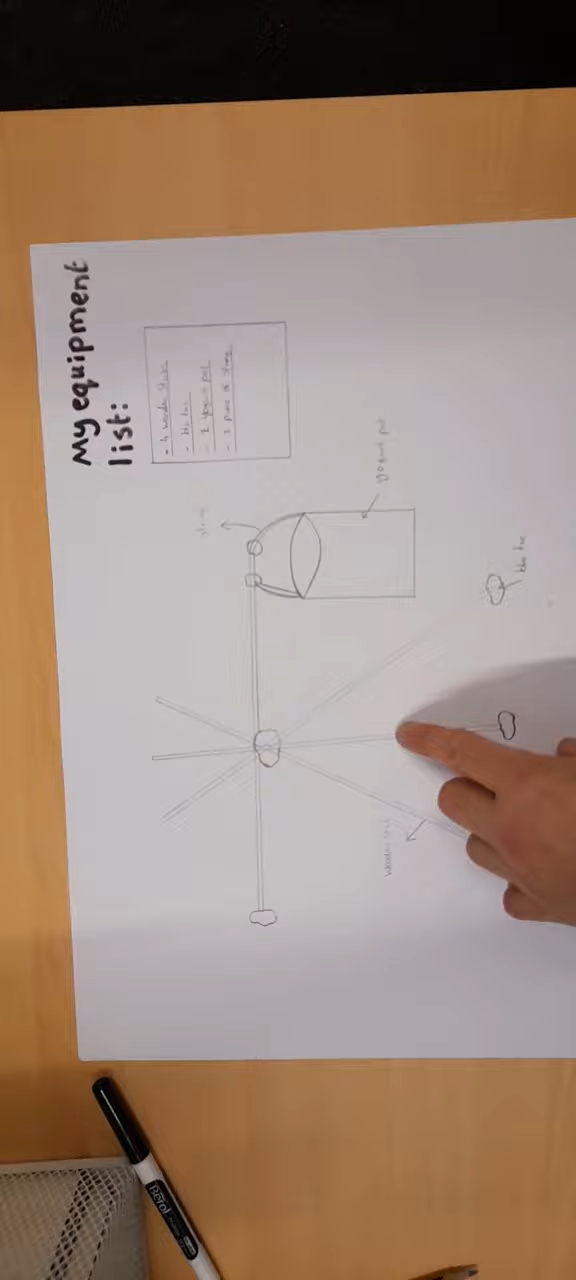 My equipment
list:
- 4 wooden sticks
- blu tac
- 1 yogurt pot
- 1 piece of string
string
yogurt pot
blu tac
wooden stick
Berol